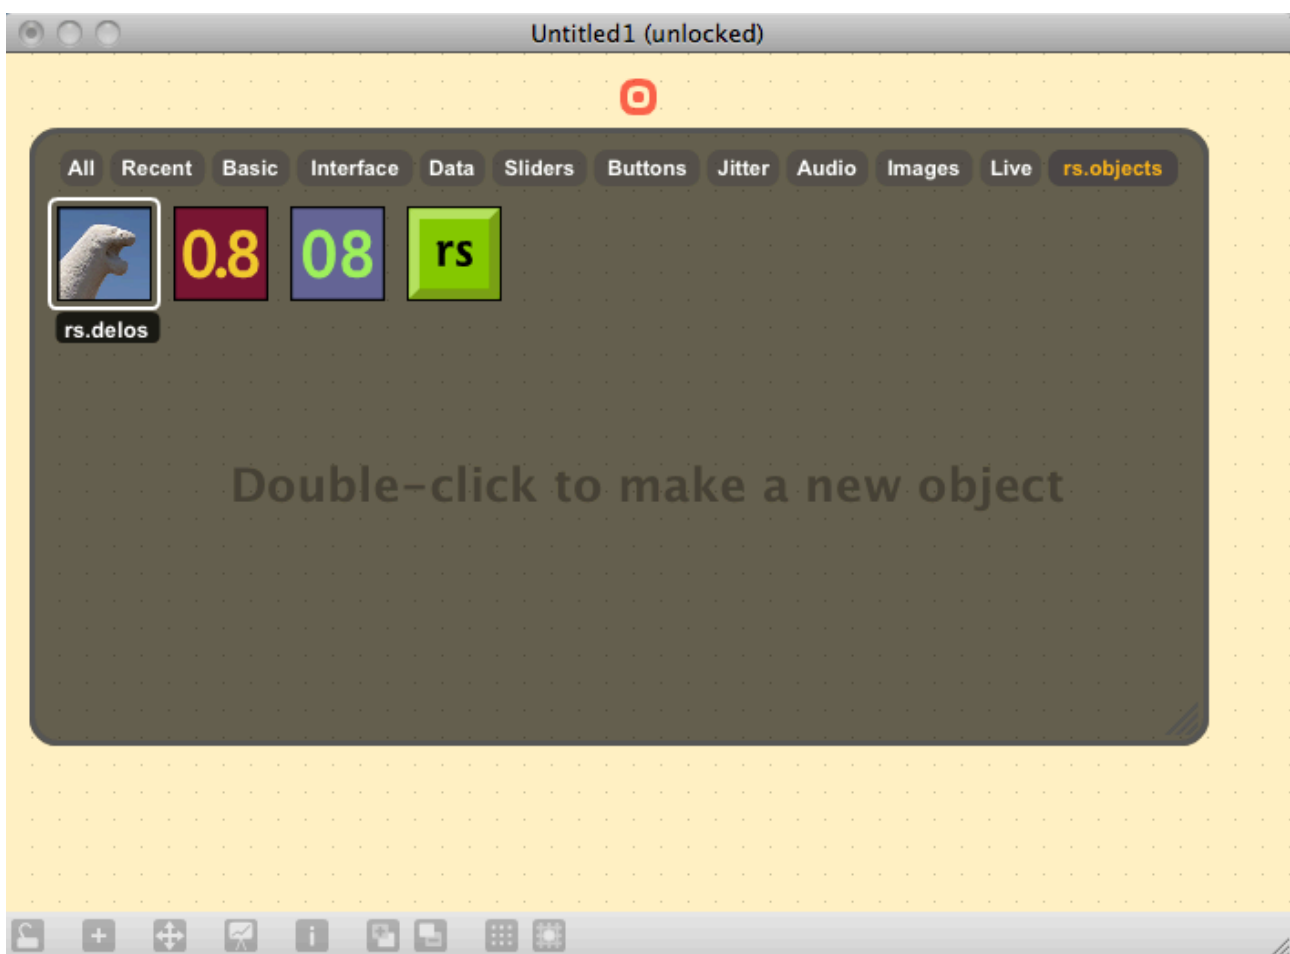 Untitled1 (unlocked)
All Recent Basic Interface Data Sliders Buttons Jitter Audio Images Live rs.objects
0.8 08 rs
rs.delos
Double-click to make a new object